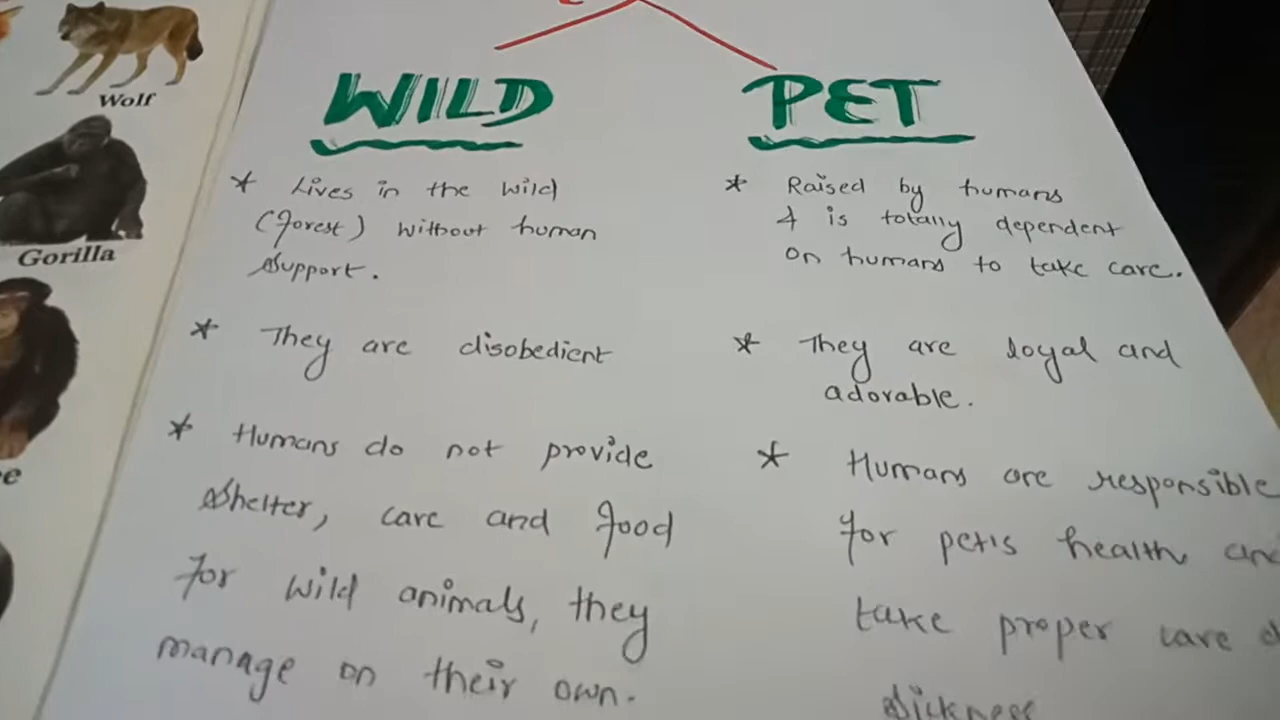 Wolf
Gorilla
e
WILD
* Lives in the wild
(forest) without human
support.
* They are disobedient
* Humans do not provide
shelter, care and food
for wild animals, they
manage on their own.
PET
* Raised by humans
& is totally dependent
on humans to take care.
* They are loyal and
adorable.
* Humans are responsible
for pet's health and
take proper care
sickness